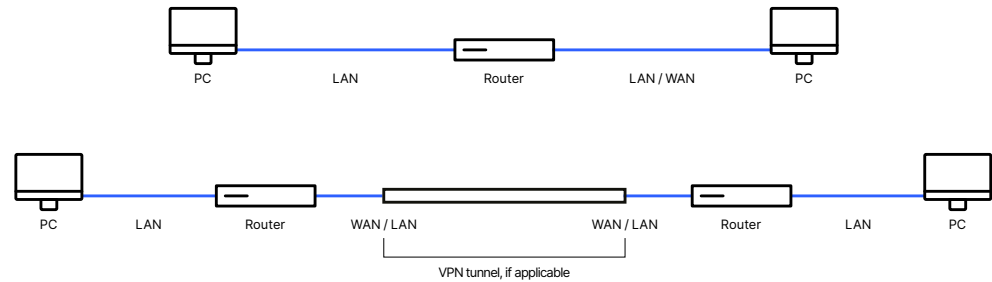 PC LAN Router LAN / WAN PC
PC LAN Router WAN / LAN WAN / LAN Router LAN PC
VPN tunnel, if applicable